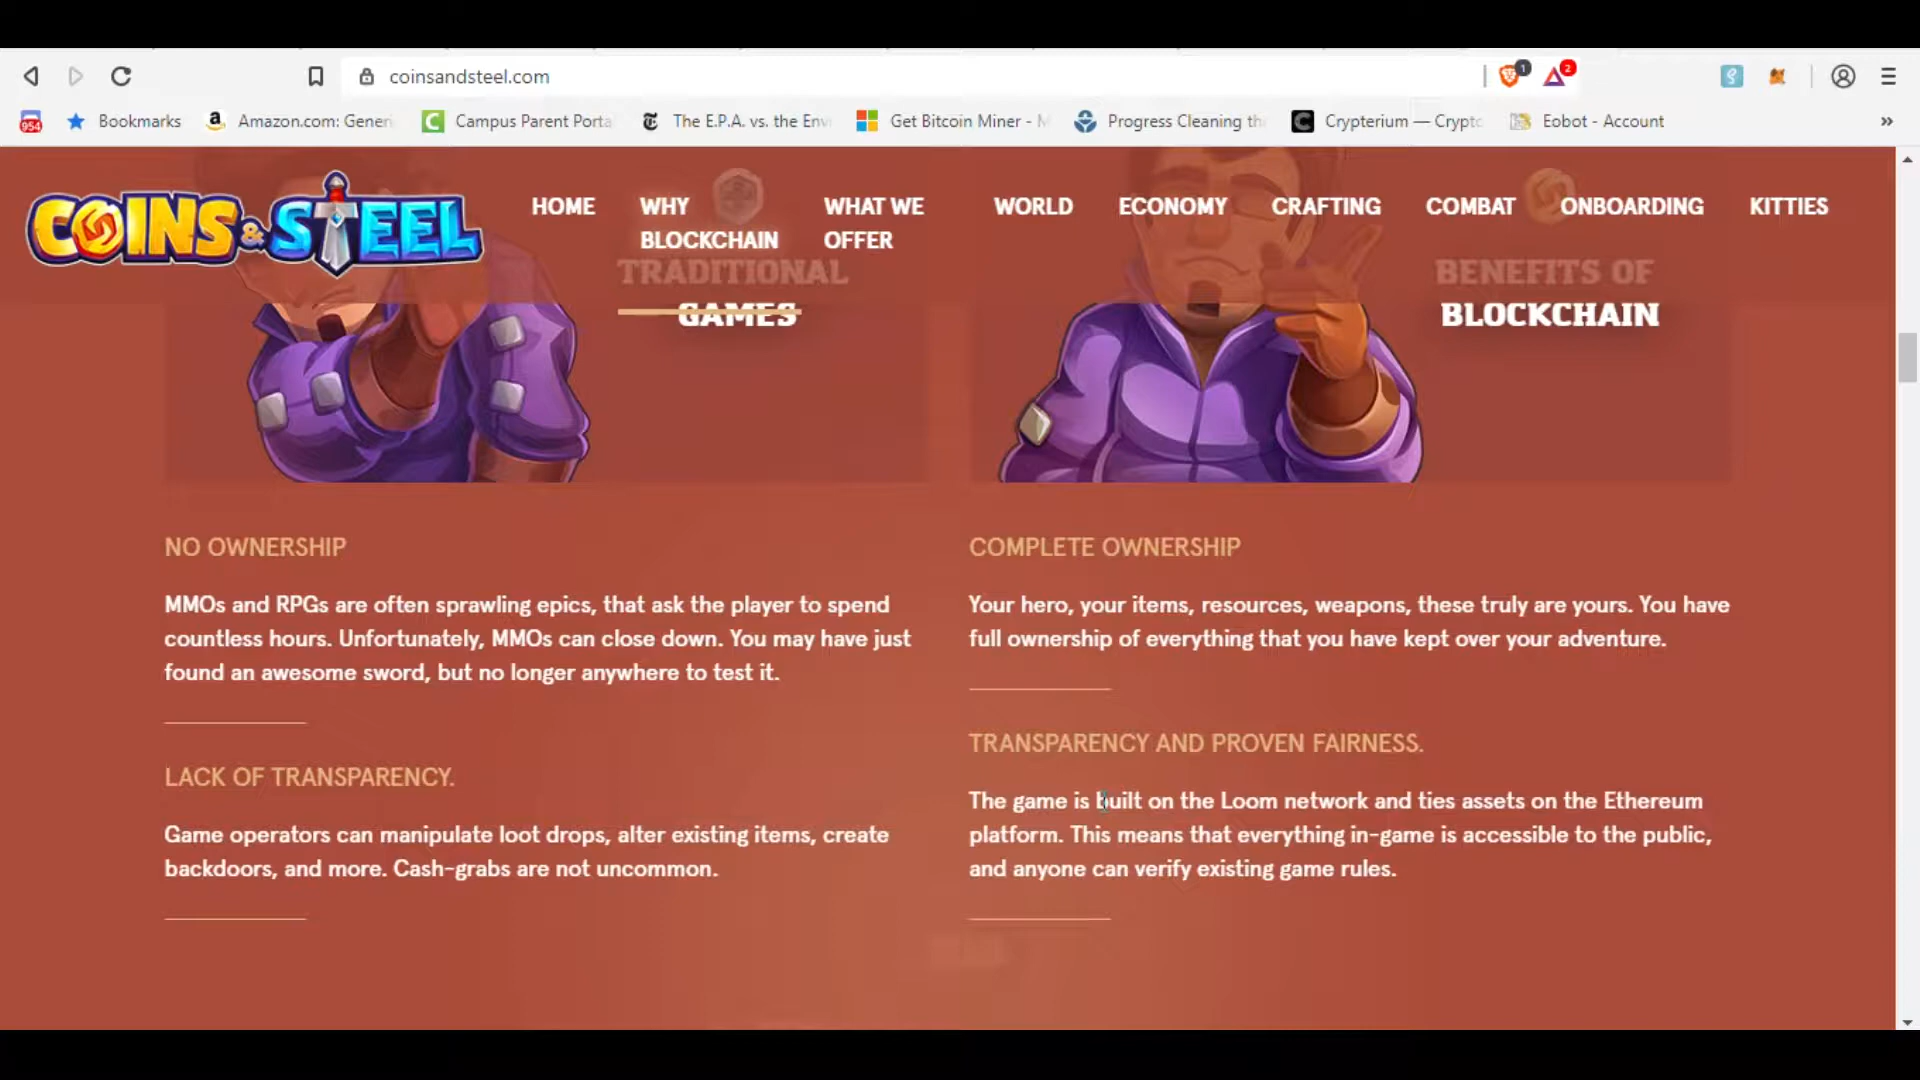 coinsandsteel.com
1
2
954
Bookmarks
Amazon.com: Gener
Campus Parent Porta
The E.P.A. vs. the Env
Get Bitcoin Miner - M
Progress Cleaning th
Crypterium — Crypto
Eobot - Account
»
COINS & STEEL
HOME
WHY
BLOCKCHAIN
WHAT WE
OFFER
WORLD
ECONOMY
CRAFTING
COMBAT
ONBOARDING
KITTIES
TRADITIONAL
GAMES
BENEFITS OF
BLOCKCHAIN
NO OWNERSHIP
MMOs and RPGs are often sprawling epics, that ask the player to spend
countless hours. Unfortunately, MMOs can close down. You may have just
found an awesome sword, but no longer anywhere to test it.
LACK OF TRANSPARENCY.
Game operators can manipulate loot drops, alter existing items, create
backdoors, and more. Cash-grabs are not uncommon.
COMPLETE OWNERSHIP
Your hero, your items, resources, weapons, these truly are yours. You have
full ownership of everything that you have kept over your adventure.
TRANSPARENCY AND PROVEN FAIRNESS.
The game is built on the Loom network and ties assets on the Ethereum
platform. This means that everything in-game is accessible to the public,
and anyone can verify existing game rules.